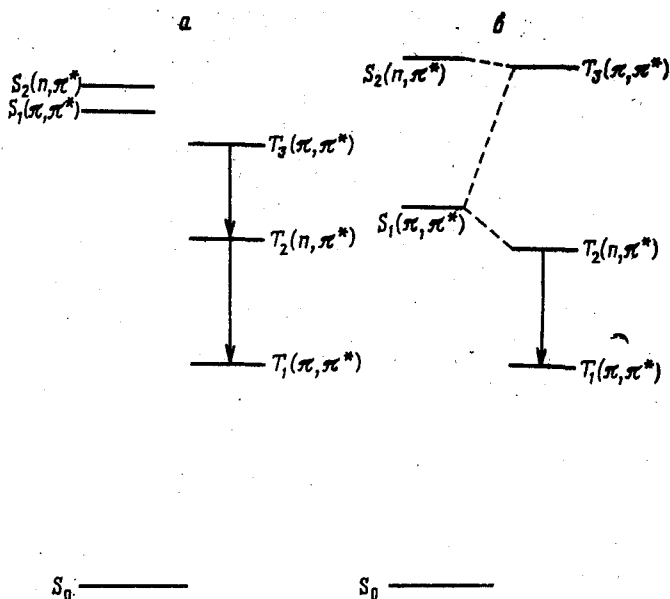 а
в
S₂(n,π*)
S₁(π,π*)
T₃(π,π*)
T₂(n,π*)
T₁(π,π*)
S₀
S₂(n,π*)
T₃(π,π*)
S₁(π,π*)
T₂(n,π*)
T₁(π,π*)
S₀